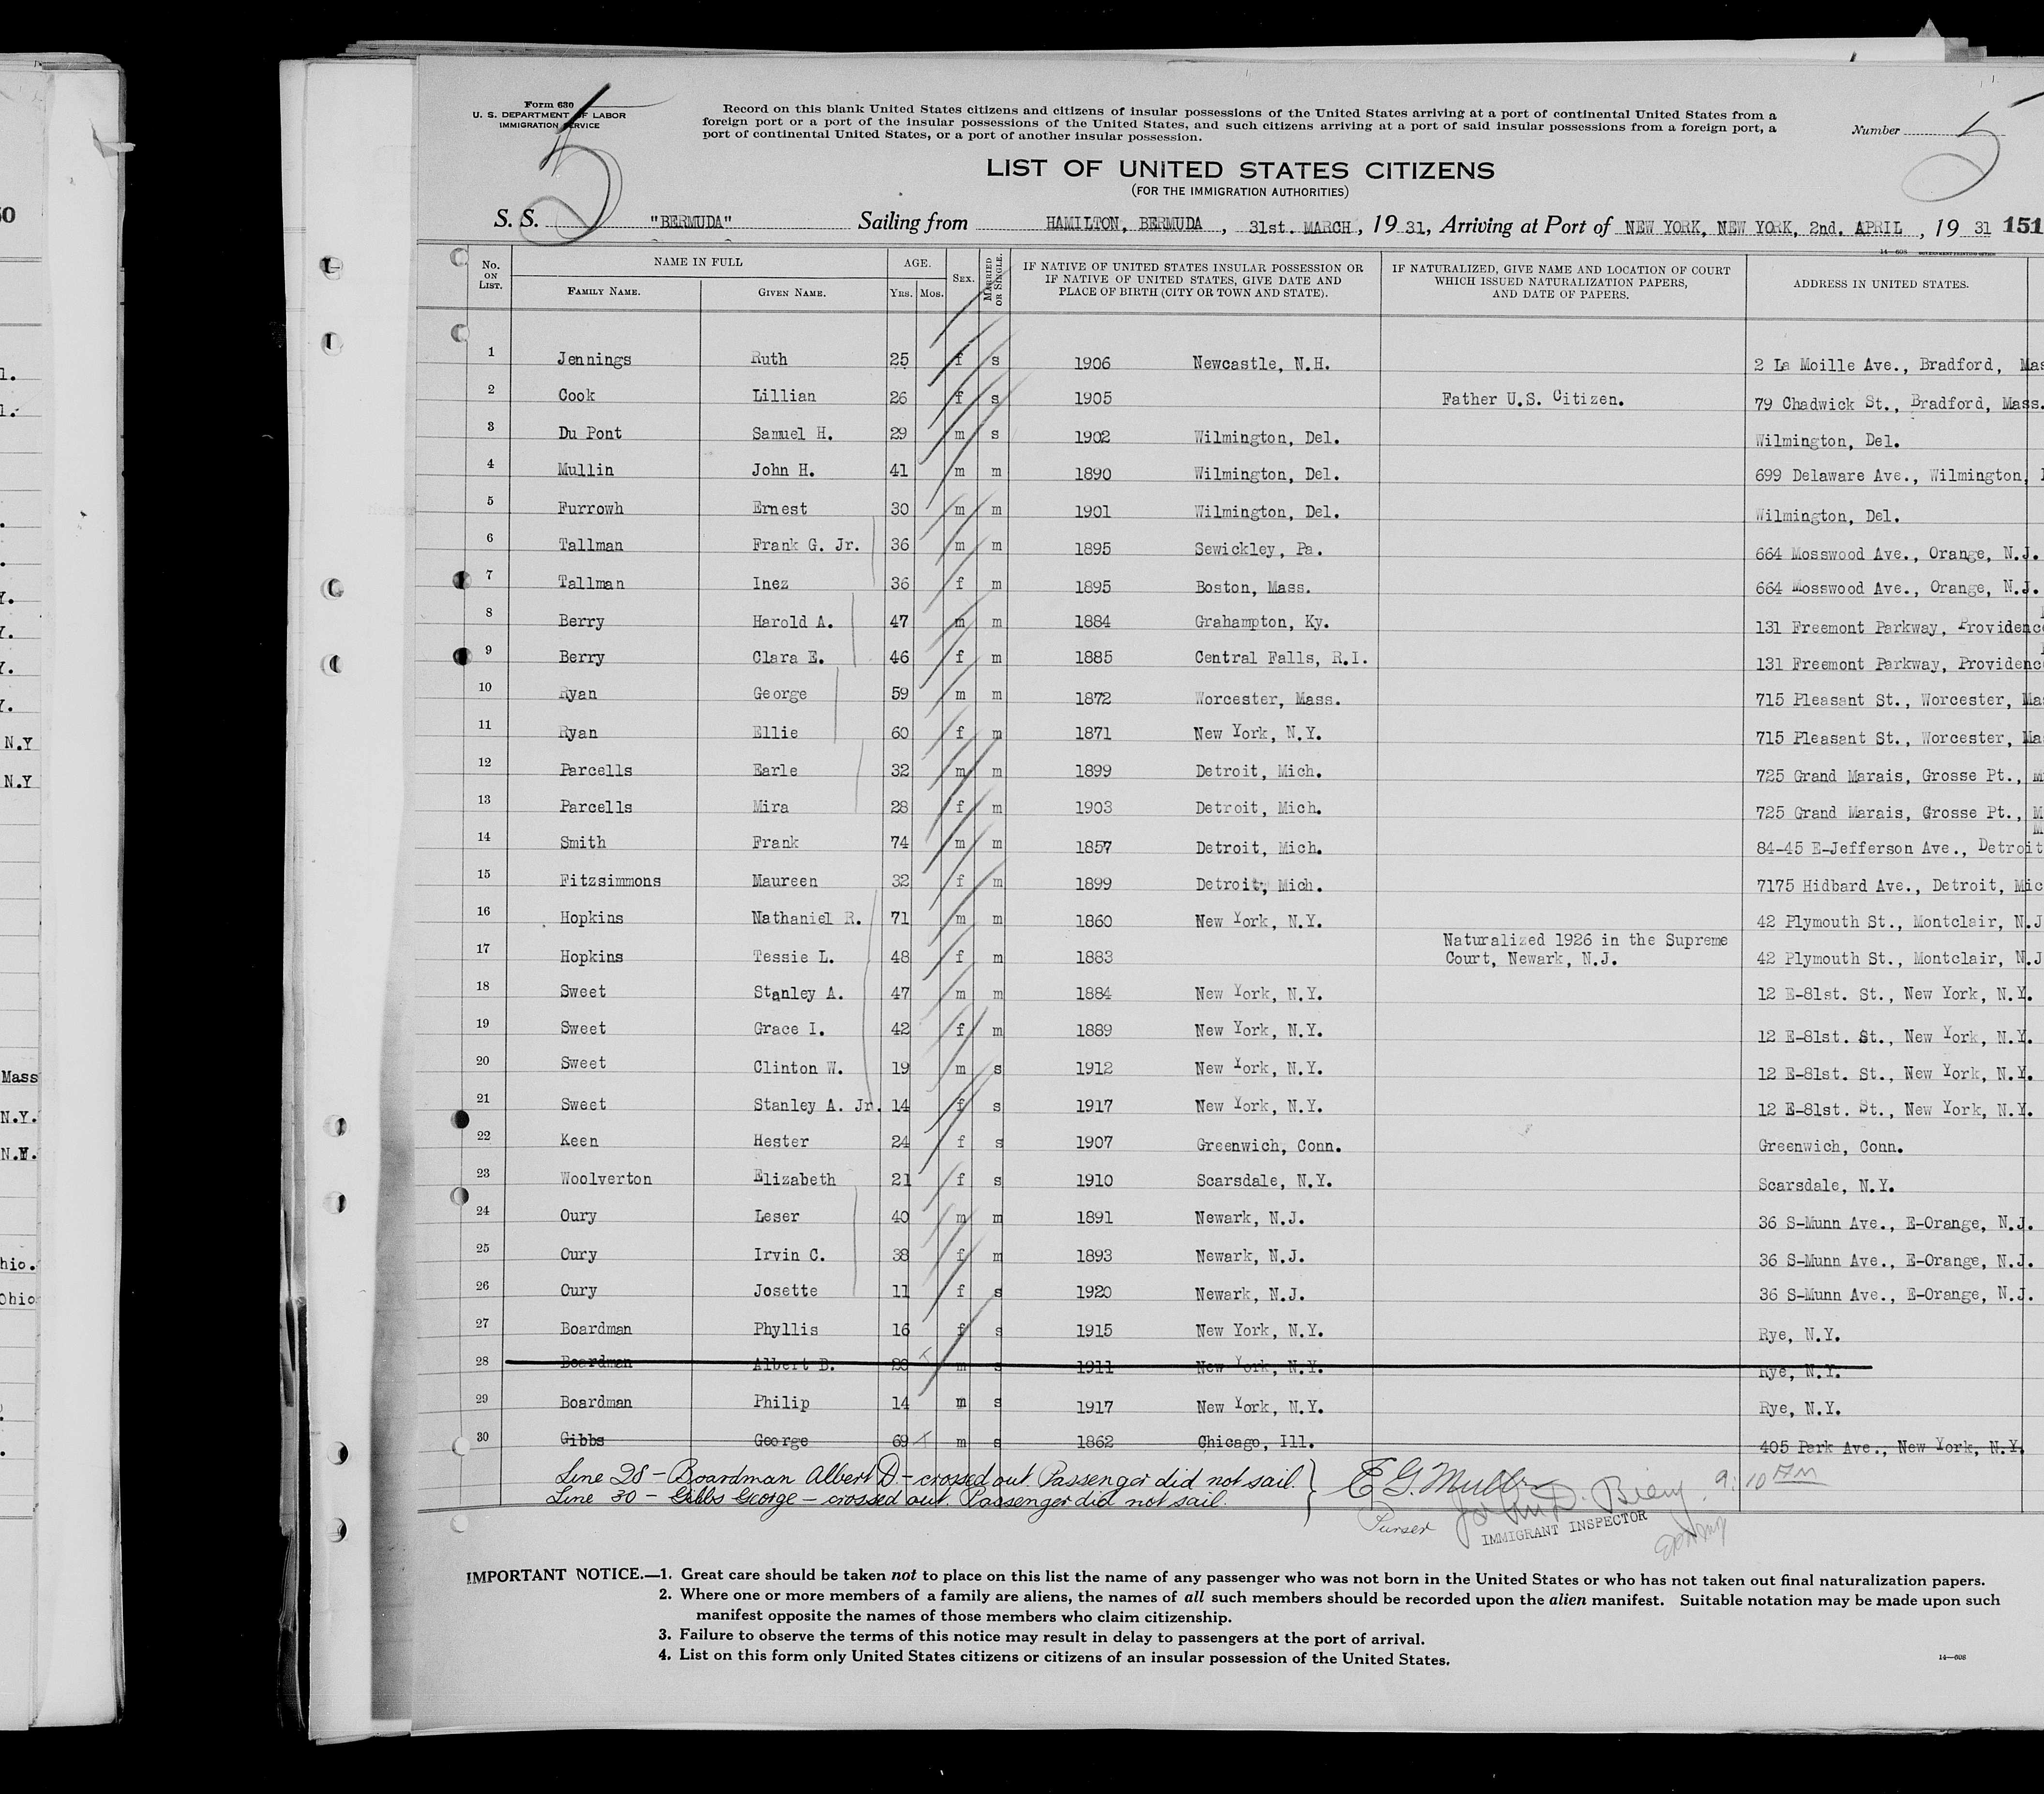 Form 630
U. S. DEPARTMENT OF LABOR
IMMIGRATION SERVICE
Record on this blank United States citizens and citizens of insular possessions of the United States arriving at a port of continental United States from a
foreign port or a port of the insular possessions of the United States, and such citizens arriving at a port of said insular possessions from a foreign port, a
port of continental United States, or a port of another insular possession.
Number 5
5
LIST OF UNITED STATES CITIZENS
(FOR THE IMMIGRATION AUTHORITIES)
S. S. "BERMUDA" Sailing from HAMILTON, BERMUDA, 31st. MARCH, 1931, Arriving at Port of NEW YORK, NEW YORK, 2nd. APRIL, 1931 151
14-608 GOVERNMENT PRINTING OFFICE
No. ON LIST. NAME IN FULL FAMILY NAME. GIVEN NAME. AGE. YRS. MOS. SEX. MARRIED OR SINGLE. IF NATIVE OF UNITED STATES INSULAR POSSESSION OR IF NATIVE OF UNITED STATES, GIVE DATE AND PLACE OF BIRTH (CITY OR TOWN AND STATE). IF NATURALIZED, GIVE NAME AND LOCATION OF COURT WHICH ISSUED NATURALIZATION PAPERS, AND DATE OF PAPERS. ADDRESS IN UNITED STATES.
1 Jennings Ruth 25 f s 1906 Newcastle, N.H. 2 La Moille Ave., Bradford, Mas
2 Cook Lillian 26 f s 1905 Father U.S. Citizen. 79 Chadwick St., Bradford, Mass.
3 Du Pont Samuel H. 29 m s 1902 Wilmington, Del. Wilmington, Del.
4 Mullin John H. 41 m m 1890 Wilmington, Del. 699 Delaware Ave., Wilmington,
5 Furrowh Ernest 30 m m 1901 Wilmington, Del. Wilmington, Del.
6 Tallman Frank G. Jr. 36 m m 1895 Sewickley, Pa. 664 Mosswood Ave., Orange, N.J.
7 Tallman Inez 36 f m 1895 Boston, Mass. 664 Mosswood Ave., Orange, N.J.
8 Berry Harold A. 47 m m 1884 Grahampton, Ky. 131 Freemont Parkway, Providenc
9 Berry Clara E. 46 f m 1885 Central Falls, R.I. 131 Freemont Parkway, Providenc
10 Ryan George 59 m m 1872 Worcester, Mass. 715 Pleasant St., Worcester, Mas
11 Ryan Ellie 60 f m 1871 New York, N.Y. 715 Pleasant St., Worcester, Mas
12 Parcells Earle 32 m m 1899 Detroit, Mich. 725 Grand Marais, Grosse Pt., M
13 Parcells Mira 28 f m 1903 Detroit, Mich. 725 Grand Marais, Grosse Pt., M
14 Smith Frank 74 m m 1857 Detroit, Mich. 84-45 E-Jefferson Ave., Detroit
15 Fitzsimmons Maureen 32 f m 1899 Detroit, Mich. 7175 Hidbard Ave., Detroit, Mic
16 Hopkins Nathaniel R. 71 m m 1860 New York, N.Y. 42 Plymouth St., Montclair, N.J
17 Hopkins Tessie L. 48 f m 1883 Naturalized 1926 in the Supreme Court, Newark, N.J. 42 Plymouth St., Montclair, N.J
18 Sweet Stanley A. 47 m m 1884 New York, N.Y. 12 E-81st. St., New York, N.Y.
19 Sweet Grace I. 42 f m 1889 New York, N.Y. 12 E-81st. St., New York, N.Y.
20 Sweet Clinton W. 19 m s 1912 New York, N.Y. 12 E-81st. St., New York, N.Y.
21 Sweet Stanley A. Jr. 14 f s 1917 New York, N.Y. 12 E-81st. St., New York, N.Y.
22 Keen Hester 24 f s 1907 Greenwich, Conn. Greenwich, Conn.
23 Woolverton Elizabeth 21 f s 1910 Scarsdale, N.Y. Scarsdale, N.Y.
24 Oury Leser 40 m m 1891 Newark, N.J. 36 S-Munn Ave., E-Orange, N.J.
25 Oury Irvin C. 38 f m 1893 Newark, N.J. 36 S-Munn Ave., E-Orange, N.J.
26 Oury Josette 11 f s 1920 Newark, N.J. 36 S-Munn Ave., E-Orange, N.J.
27 Boardman Phyllis 16 f s 1915 New York, N.Y. Rye, N.Y.
28 Boardman Albert D. 20 m s 1911 New York, N.Y. Rye, N.Y.
29 Boardman Philip 14 m s 1917 New York, N.Y. Rye, N.Y.
30 Gibbs George 69 m s 1862 Chicago, Ill. 405 Park Ave., New York, N.Y.
Line 28 - Boardman Albert D - crossed out. Passenger did not sail.
Line 30 - Gibbs George - crossed out. Passenger did not sail.
Purser
9:10 AM
IMMIGRANT INSPECTOR
IMPORTANT NOTICE.—1. Great care should be taken not to place on this list the name of any passenger who was not born in the United States or who has not taken out final naturalization papers.
2. Where one or more members of a family are aliens, the names of all such members should be recorded upon the alien manifest. Suitable notation may be made upon such
manifest opposite the names of those members who claim citizenship.
3. Failure to observe the terms of this notice may result in delay to passengers at the port of arrival.
4. List on this form only United States citizens or citizens of an insular possession of the United States.
14-608